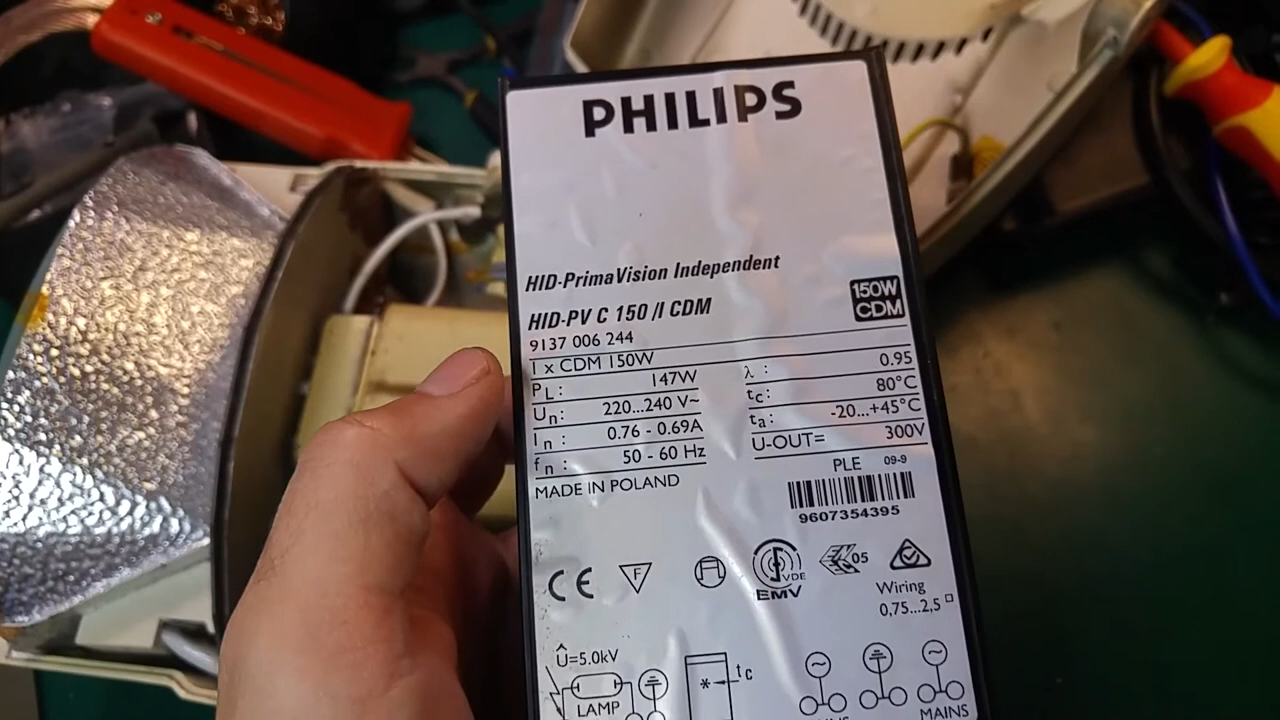 PHILIPS
HID-PrimaVision Independent
HID-PV C 150 /I CDM
150W
CDM
9137 006 244
1 x CDM 150W
PL: 147W
Un: 220...240 V~
In: 0.76 - 0.69A
fn: 50 - 60 Hz
λ: 0.95
tc: 80°C
ta: -20...+45°C
U-OUT= 300V
MADE IN POLAND
PLE 09-9
9607354395
CE
F
VDE
EMV
05
Wiring
0,75...2,5
Û=5.0kV
LAMP
* tc
MAINS